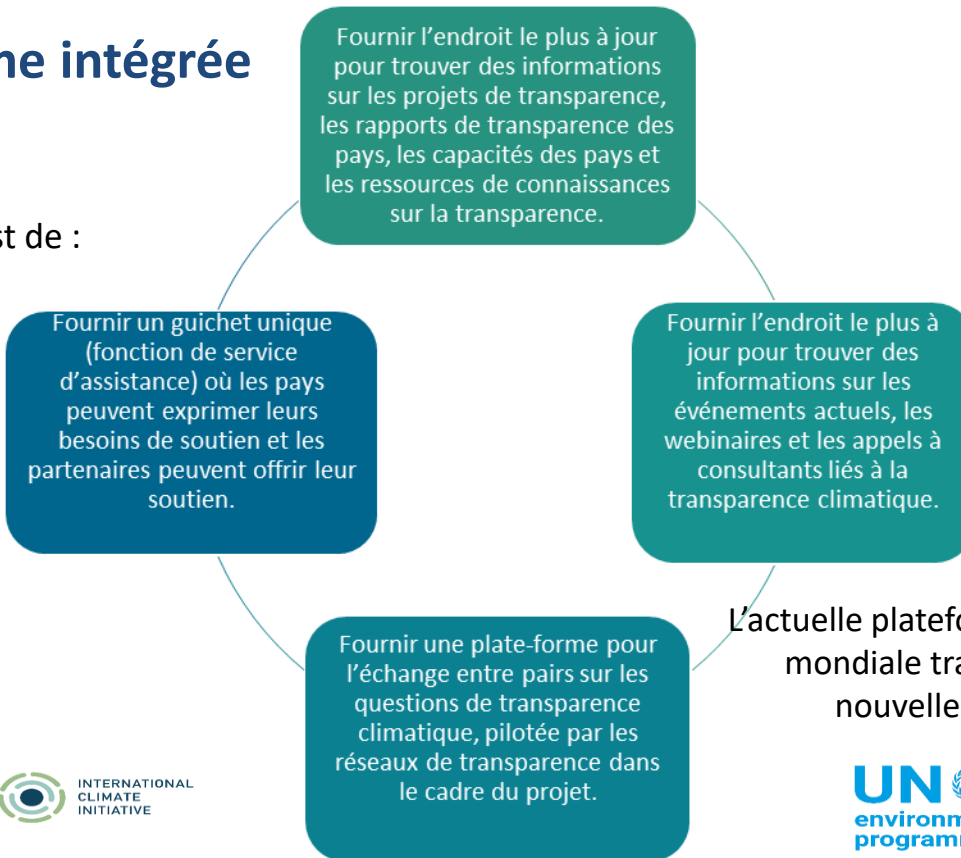 ne intégrée
Fournir l'endroit le plus à jour
pour trouver des informations
sur les projets de transparence,
les rapports de transparence des
pays, les capacités des pays et
les ressources de connaissances
sur la transparence.
st de :
Fournir un guichet unique
(fonction de service
d'assistance) où les pays
peuvent exprimer leurs
besoins de soutien et les
partenaires peuvent offrir leur
soutien.
Fournir l'endroit le plus à
jour pour trouver des
informations sur les
événements actuels, les
webinaires et les appels à
consultants liés à la
transparence climatique.
Fournir une plate-forme pour
l'échange entre pairs sur les
questions de transparence
climatique, pilotée par les
réseaux de transparence dans
le cadre du projet.
L'actuelle platefo
mondiale tra
nouvelle
INTERNATIONAL
CLIMATE
INITIATIVE
UN
environm
programm